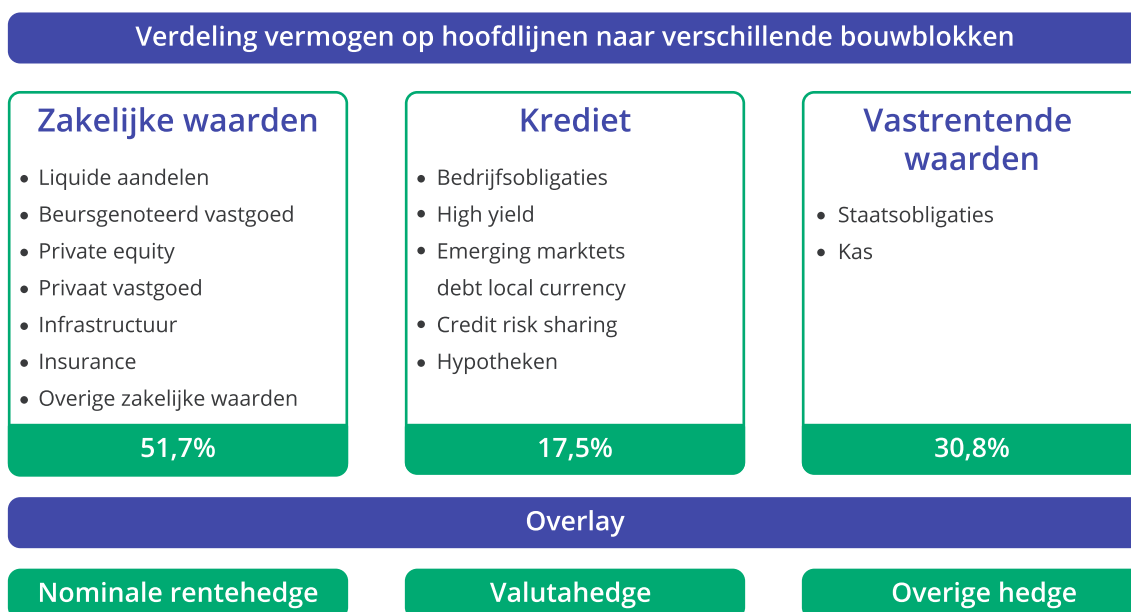 Verdeling vermogen op hoofdlijnen naar verschillende bouwblokken
Zakelijke waarden
• Liquide aandelen
• Beursgenoteerd vastgoed
• Private equity
• Privaat vastgoed
• Infrastructuur
• Insurance
• Overige zakelijke waarden
51,7%
Krediet
• Bedrijfsobligaties
• High yield
• Emerging marktets
debt local currency
• Credit risk sharing
• Hypotheken
17,5%
Vastrentende
waarden
• Staatsobligaties
• Kas
30,8%
Overlay
Nominale rentehedge
Valutahedge
Overige hedge